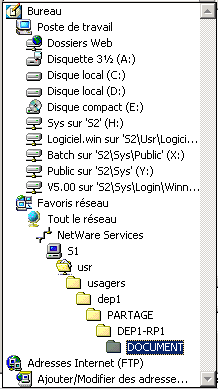 Bureau
Poste de travail
Dossiers Web
Disquette 3½ (A:)
Disque local (C:)
Disque local (D:)
Disque compact (E:)
Sys sur 'S2' (H:)
Logiciel.win sur 'S2\Usr\Logici...
Batch sur 'S2\Sys\Public' (X:)
Public sur 'S2\Sys' (Y:)
V5.00 sur 'S2\Sys\Login\Winn...
Favoris réseau
Tout le réseau
NetWare Services
S1
usr
usagers
dep1
PARTAGE
DEP1-RP1
DOCUMENT
Adresses Internet (FTP)
Ajouter/Modifier des adresse...